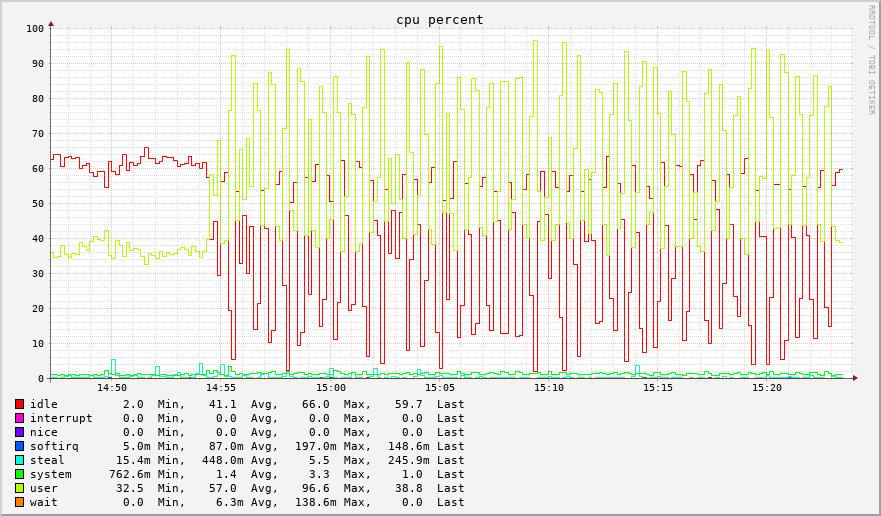 cpu percent
RRDTOOL / TOBI OETIKER
100
90
80
70
60
50
40
30
20
10
0
14:50 14:55 15:00 15:05 15:10 15:15 15:20
idle 2.0 Min, 41.1 Avg, 66.0 Max, 59.7 Last
interrupt 0.0 Min, 0.0 Avg, 0.0 Max, 0.0 Last
nice 0.0 Min, 0.0 Avg, 0.0 Max, 0.0 Last
softirq 5.0m Min, 87.0m Avg, 197.0m Max, 148.6m Last
steal 15.4m Min, 448.0m Avg, 5.5 Max, 245.9m Last
system 762.6m Min, 1.4 Avg, 3.3 Max, 1.0 Last
user 32.5 Min, 57.0 Avg, 96.6 Max, 38.8 Last
wait 0.0 Min, 6.3m Avg, 138.6m Max, 0.0 Last